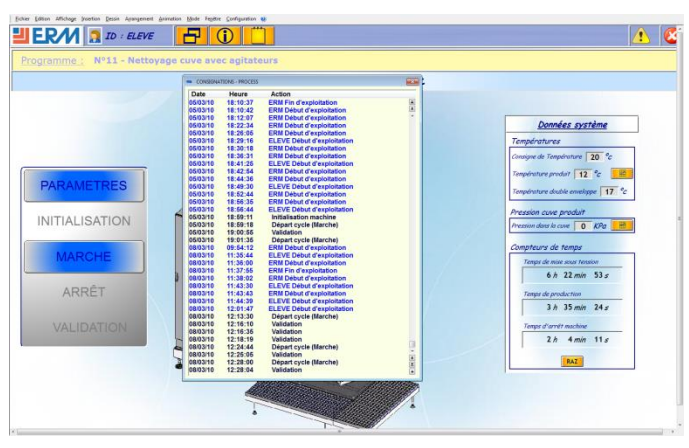 Fichier Edition Affichage Insertion Dessin Arrangement Animation Mode Fenêtre Configuration
ERM ID : ELEVE
Programme : N°11 - Nettoyage cuve avec agitateurs
CONSIGNATIONS - PROCESS
Date Heure Action
05/03/10 18:10:37 ERM Fin d'exploitation
05/03/10 18:10:42 ERM Début d'exploitation
05/03/10 18:12:07 ERM Début d'exploitation
05/03/10 18:22:34 ERM Début d'exploitation
05/03/10 18:26:05 ERM Début d'exploitation
05/03/10 18:29:16 ELEVE Début d'exploitation
05/03/10 18:30:18 ERM Début d'exploitation
05/03/10 18:36:31 ERM Début d'exploitation
05/03/10 18:41:25 ELEVE Début d'exploitation
05/03/10 18:42:54 ERM Début d'exploitation
05/03/10 18:44:36 ERM Début d'exploitation
05/03/10 18:49:30 ELEVE Début d'exploitation
05/03/10 18:52:44 ERM Début d'exploitation
05/03/10 18:56:35 ERM Début d'exploitation
05/03/10 18:56:44 ELEVE Début d'exploitation
05/03/10 18:59:11 Initialisation machine
05/03/10 18:59:18 Départ cycle (Marche)
05/03/10 19:00:55 Validation
05/03/10 19:01:35 Départ cycle (Marche)
08/03/10 09:54:12 ERM Début d'exploitation
08/03/10 11:35:44 ELEVE Début d'exploitation
08/03/10 11:36:00 ERM Début d'exploitation
08/03/10 11:37:55 ERM Fin d'exploitation
08/03/10 11:38:02 ERM Début d'exploitation
08/03/10 11:43:30 ELEVE Début d'exploitation
08/03/10 11:43:43 ERM Début d'exploitation
08/03/10 11:44:39 ELEVE Début d'exploitation
08/03/10 12:01:47 ELEVE Début d'exploitation
08/03/10 12:13:30 Départ cycle (Marche)
08/03/10 12:16:10 Validation
08/03/10 12:16:35 Validation
08/03/10 12:18:19 Validation
08/03/10 12:24:44 Départ cycle (Marche)
08/03/10 12:25:05 Validation
08/03/10 12:28:00 Départ cycle (Marche)
08/03/10 12:28:04 Validation
PARAMETRES
INITIALISATION
MARCHE
ARRÊT
VALIDATION
Données système
Températures
Consigne de Température 20 °c
Température produit 12 °c
Température double enveloppe 17 °c
Pression cuve produit
Pression dans la cuve 0 KPa
Compteurs de temps
Temps de mise sous tension
6 h 22 min 53 s
Temps de production
3 h 35 min 24 s
Temps d'arrêt machine
2 h 4 min 11 s
RAZ